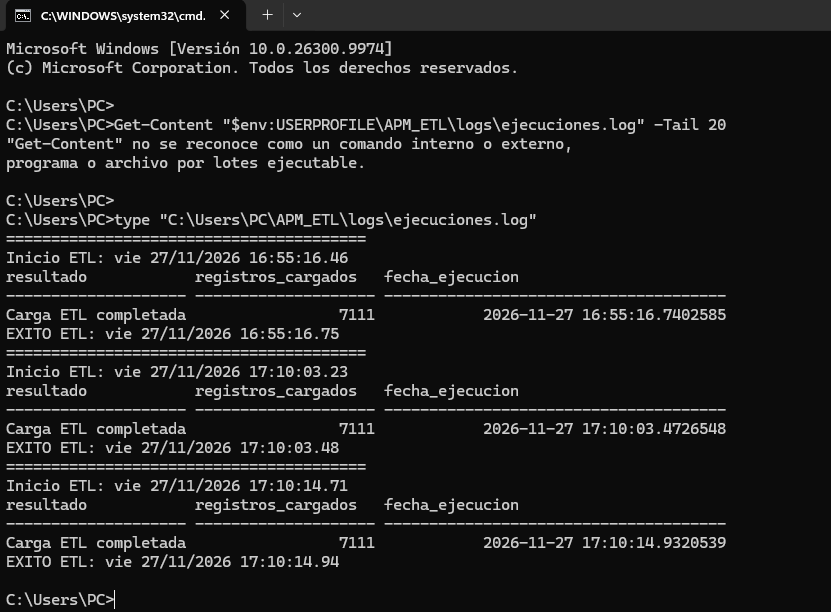 C:\WINDOWS\system32\cmd.
Microsoft Windows [Versión 10.0.26300.9974]
(c) Microsoft Corporation. Todos los derechos reservados.
C:\Users\PC>
C:\Users\PC>Get-Content "$env:USERPROFILE\APM_ETL\logs\ejecuciones.log" -Tail 20
"Get-Content" no se reconoce como un comando interno o externo,
programa o archivo por lotes ejecutable.
C:\Users\PC>
C:\Users\PC>type "C:\Users\PC\APM_ETL\logs\ejecuciones.log"
========================================
Inicio ETL: vie 27/11/2026 16:55:16.46
resultado            registros_cargados   fecha_ejecucion
-------------------- -------------------- --------------------------------------
Carga ETL completada                 7111            2026-11-27 16:55:16.7402585
EXITO ETL: vie 27/11/2026 16:55:16.75
========================================
Inicio ETL: vie 27/11/2026 17:10:03.23
resultado            registros_cargados   fecha_ejecucion
-------------------- -------------------- --------------------------------------
Carga ETL completada                 7111            2026-11-27 17:10:03.4726548
EXITO ETL: vie 27/11/2026 17:10:03.48
========================================
Inicio ETL: vie 27/11/2026 17:10:14.71
resultado            registros_cargados   fecha_ejecucion
-------------------- -------------------- --------------------------------------
Carga ETL completada                 7111            2026-11-27 17:10:14.9320539
EXITO ETL: vie 27/11/2026 17:10:14.94
C:\Users\PC>